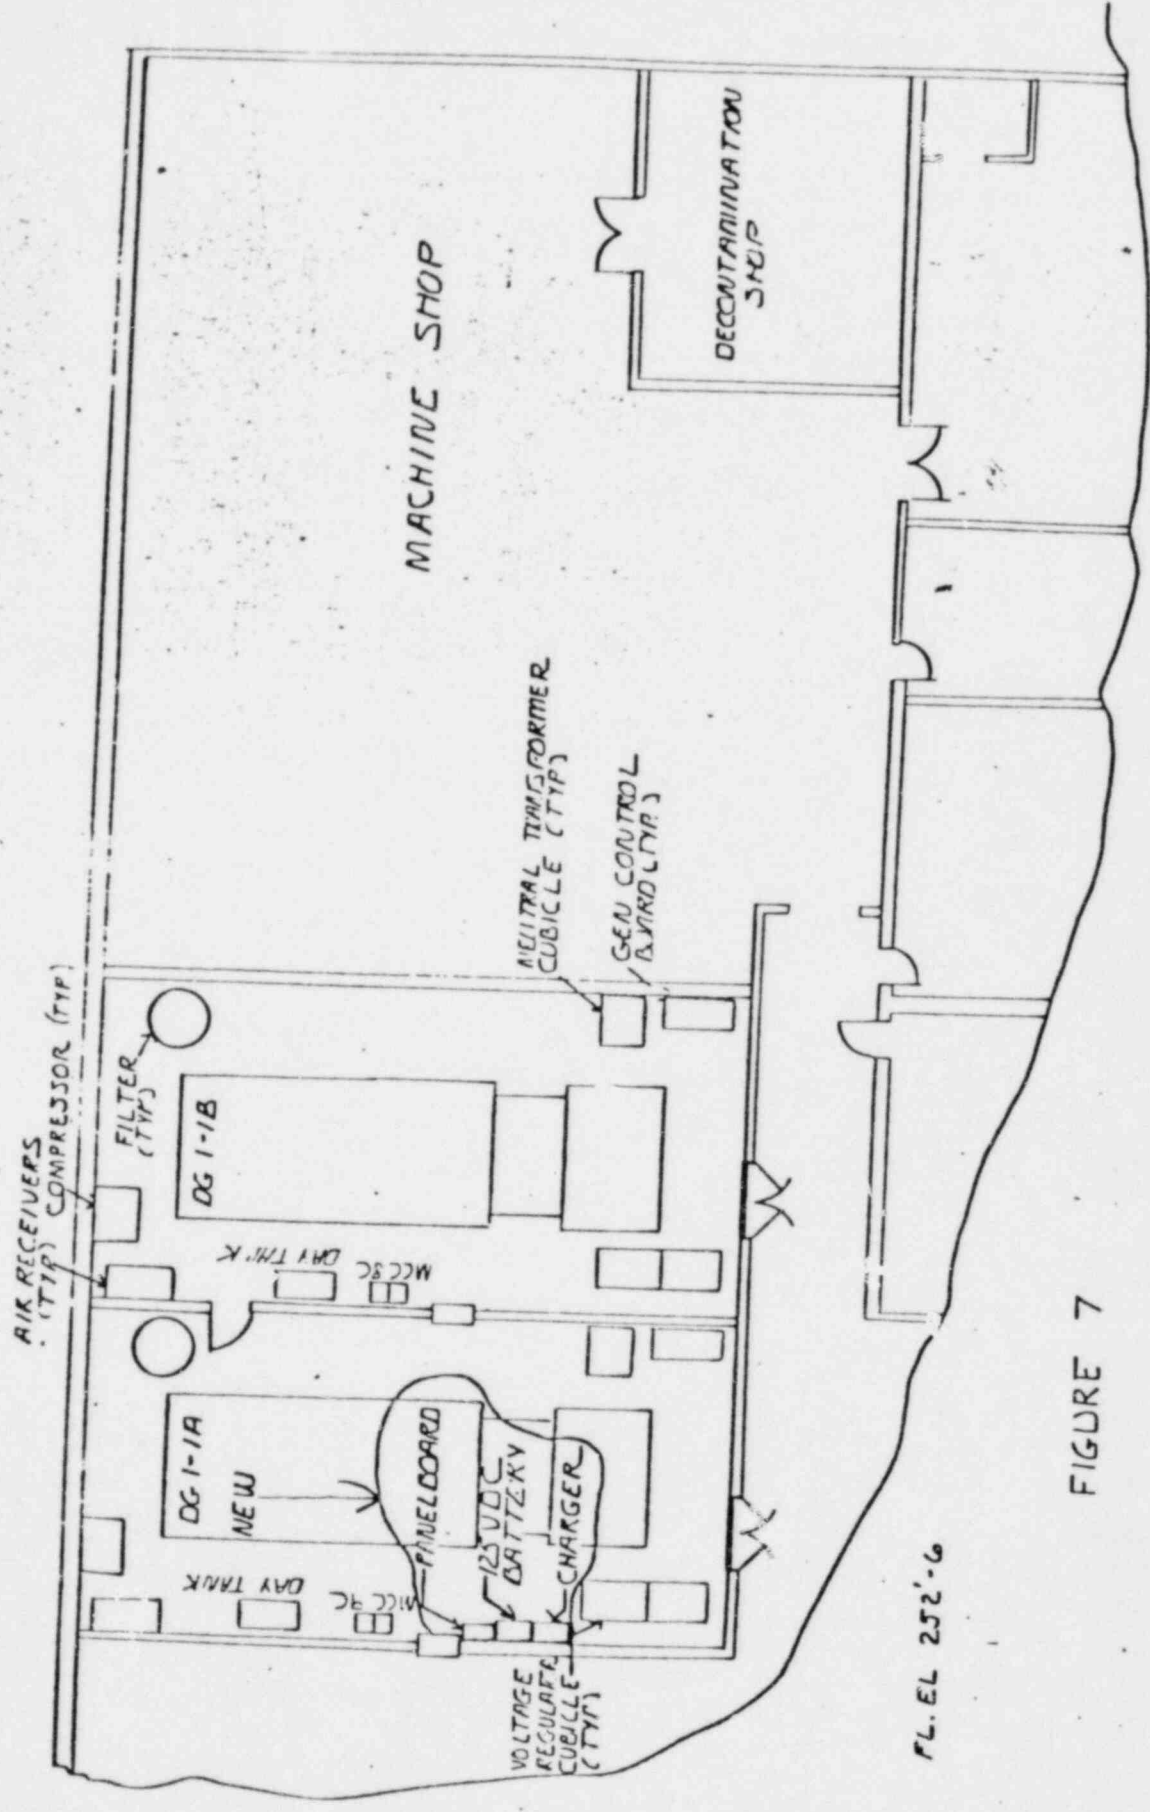 AIR RECEIVERS
(TYP)
COMPRESSOR (TYP)
FILTER
(TYP)
MACHINE SHOP
DECONTAMINATION
SHOP
DG 1-1B
DAY TANK
MCC 8C
NEUTRAL TRANSFORMER
CUBICLE (TYP)
GEN CONTROL
BOARD (TYP.)
DG 1-1A
NEW
DAY TANK
MCC 9C
PANELBOARD
125 VDC
BATTERY
CHARGER
VOLTAGE
REGULATOR
CUBICLE
(TYP)
FL. EL 252'-6
FIGURE 7